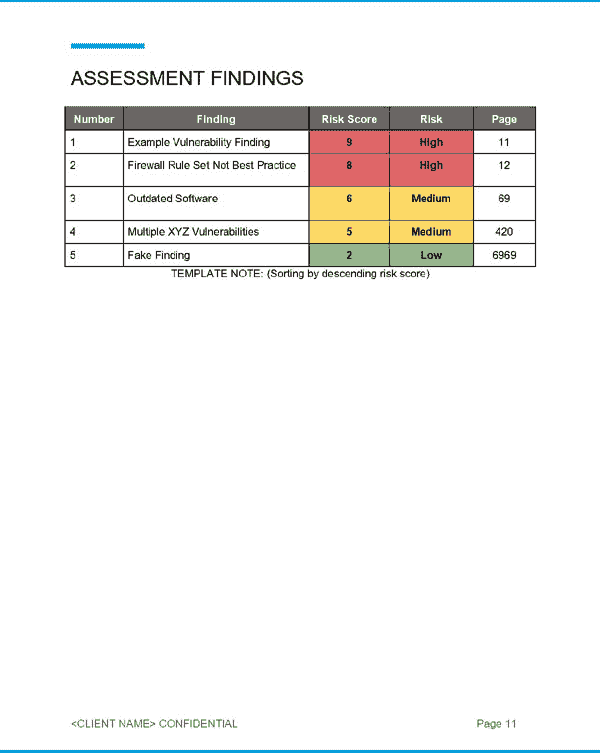 ASSESSMENT FINDINGS
Number Finding Risk Score Risk Page
1 Example Vulnerability Finding 9 High 11
2 Firewall Rule Set Not Best Practice 8 High 12
3 Outdated Software 6 Medium 69
4 Multiple XYZ Vulnerabilities 5 Medium 420
5 Fake Finding 2 Low 6969
TEMPLATE NOTE: (Sorting by descending risk score)
<CLIENT NAME> CONFIDENTIAL Page 11